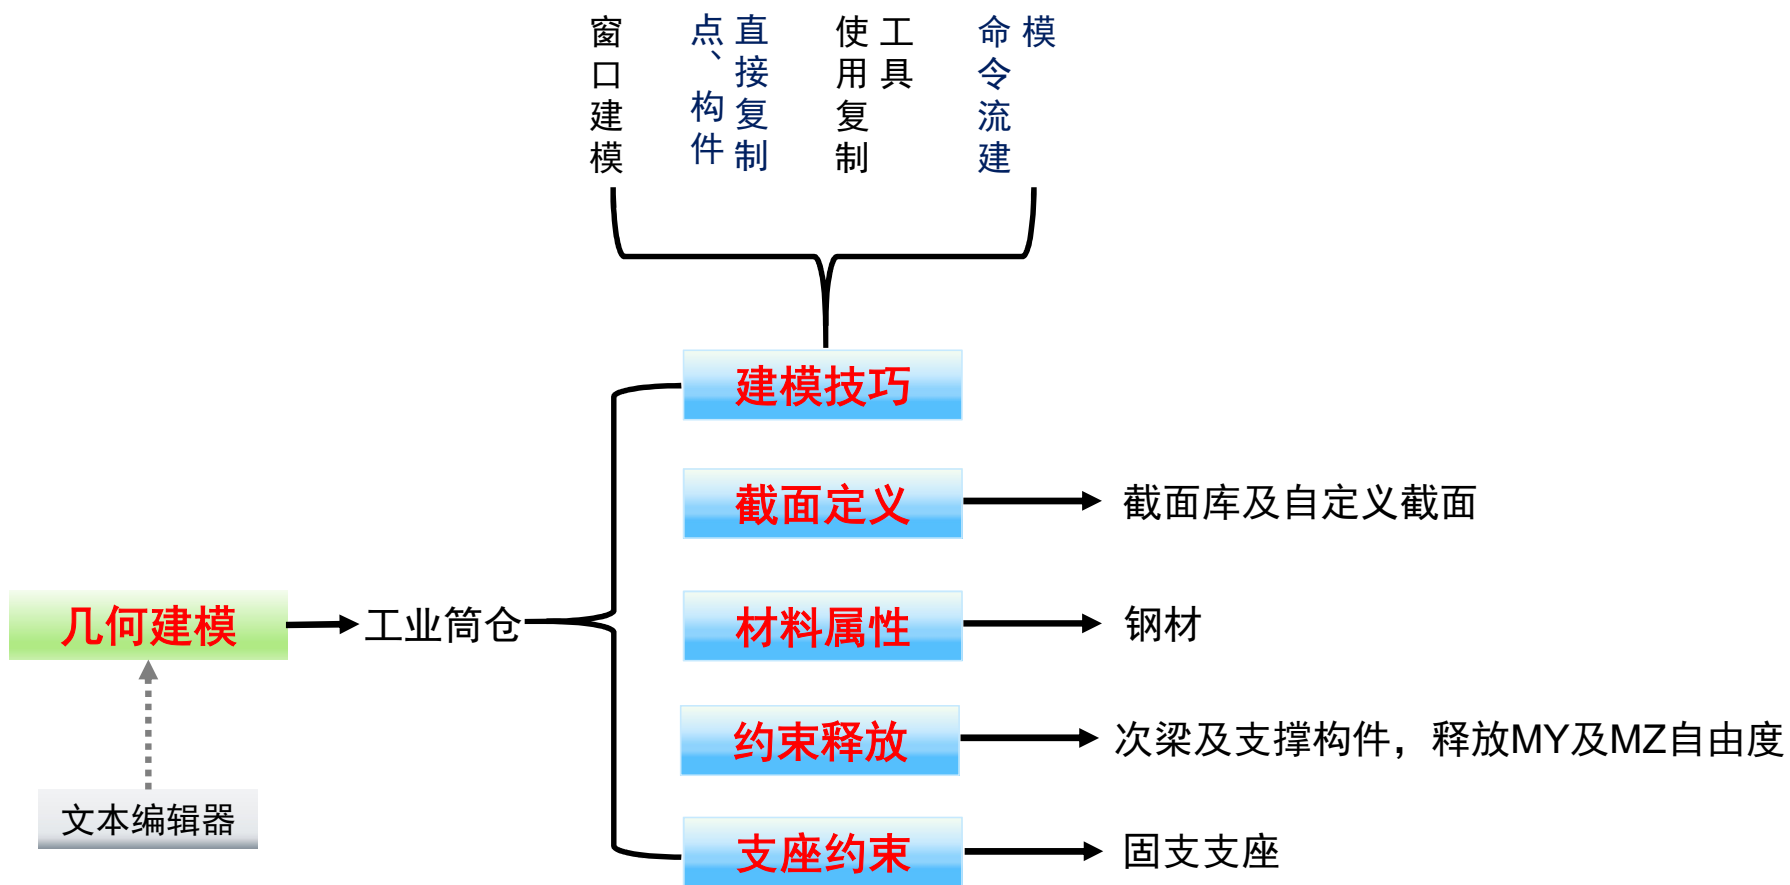 窗口建模
直接复制
点、构件
使用复制
工具
命令流建
模
建模技巧
截面定义
截面库及自定义截面
几何建模
工业筒仓
材料属性
钢材
约束释放
次梁及支撑构件，释放MY及MZ自由度
文本编辑器
支座约束
固支支座